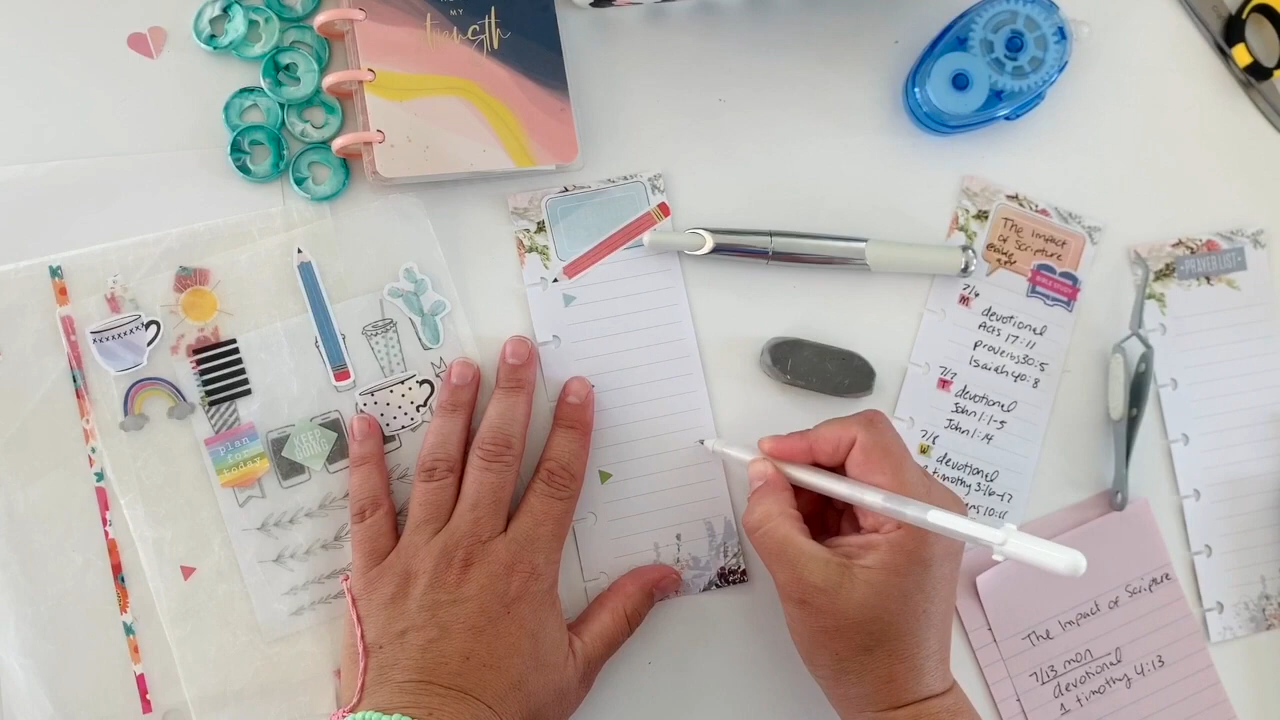 MY
strength
The Impact
of Scripture
BIBLE STUDY
PRAYER LIST
7/6
M devotional
Acts 17:11
proverbs 30:5
Isaiah 40:8
7/7
T devotional
John 1:1-5
John 1:14
7/8
W devotional
timothy 3:16-17
10:11
plan
for
today
KEEP
GOING
The Impact of Scripture
7/13 mon
devotional
1 timothy 4:13